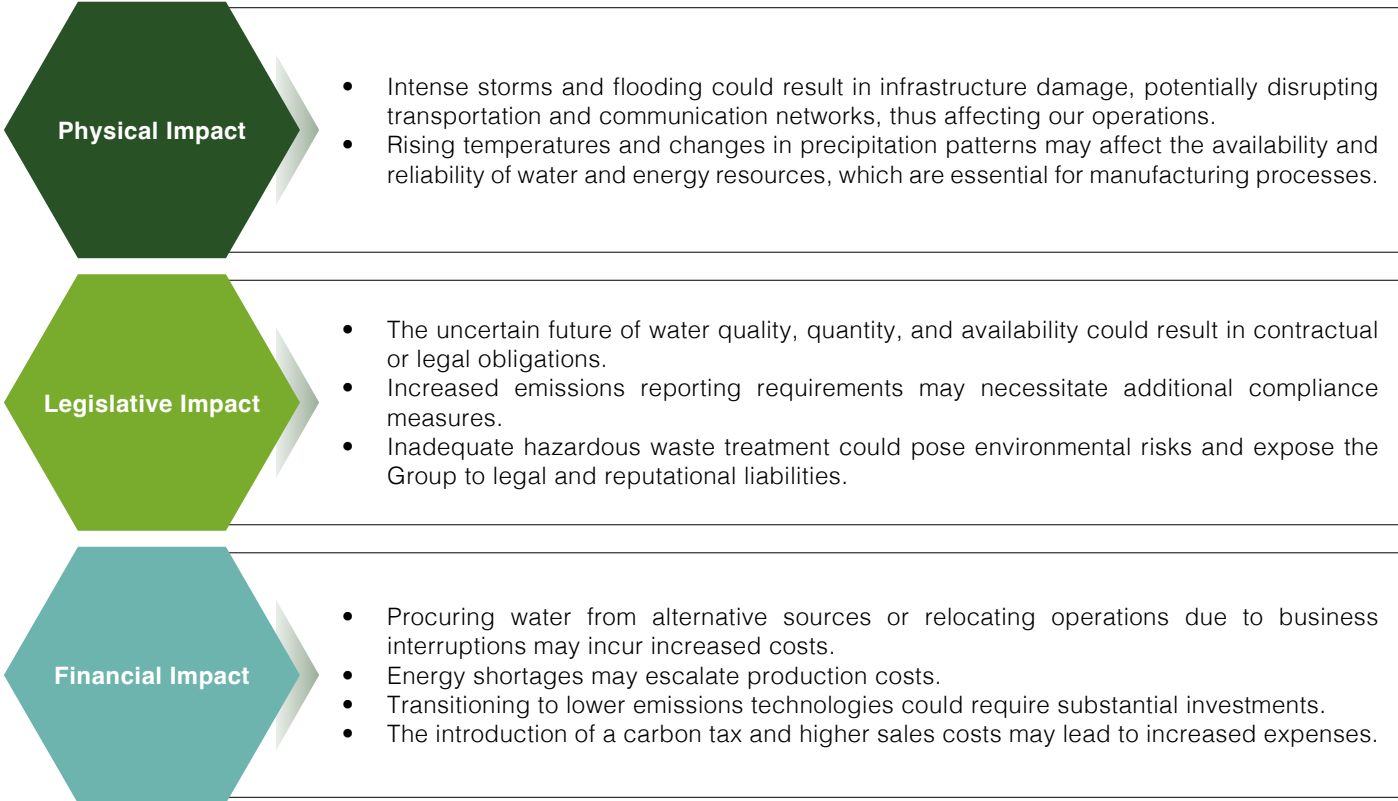 Physical Impact
• Intense storms and flooding could result in infrastructure damage, potentially disrupting
transportation and communication networks, thus affecting our operations.
• Rising temperatures and changes in precipitation patterns may affect the availability and
reliability of water and energy resources, which are essential for manufacturing processes.
Legislative Impact
• The uncertain future of water quality, quantity, and availability could result in contractual
or legal obligations.
• Increased emissions reporting requirements may necessitate additional compliance
measures.
• Inadequate hazardous waste treatment could pose environmental risks and expose the
Group to legal and reputational liabilities.
Financial Impact
• Procuring water from alternative sources or relocating operations due to business
interruptions may incur increased costs.
• Energy shortages may escalate production costs.
• Transitioning to lower emissions technologies could require substantial investments.
• The introduction of a carbon tax and higher sales costs may lead to increased expenses.